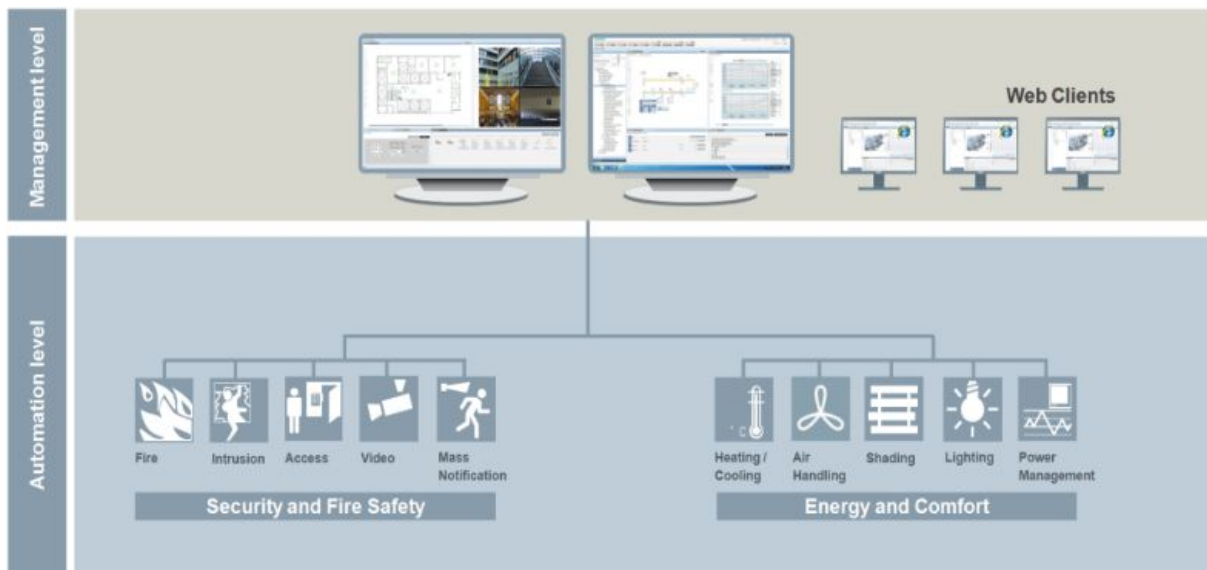 Management level
Web Clients
Automation level
Fire
Intrusion
Access
Video
Mass
Notification
Security and Fire Safety
° C
Heating /
Cooling
Air
Handling
Shading
Lighting
Power
Management
Energy and Comfort